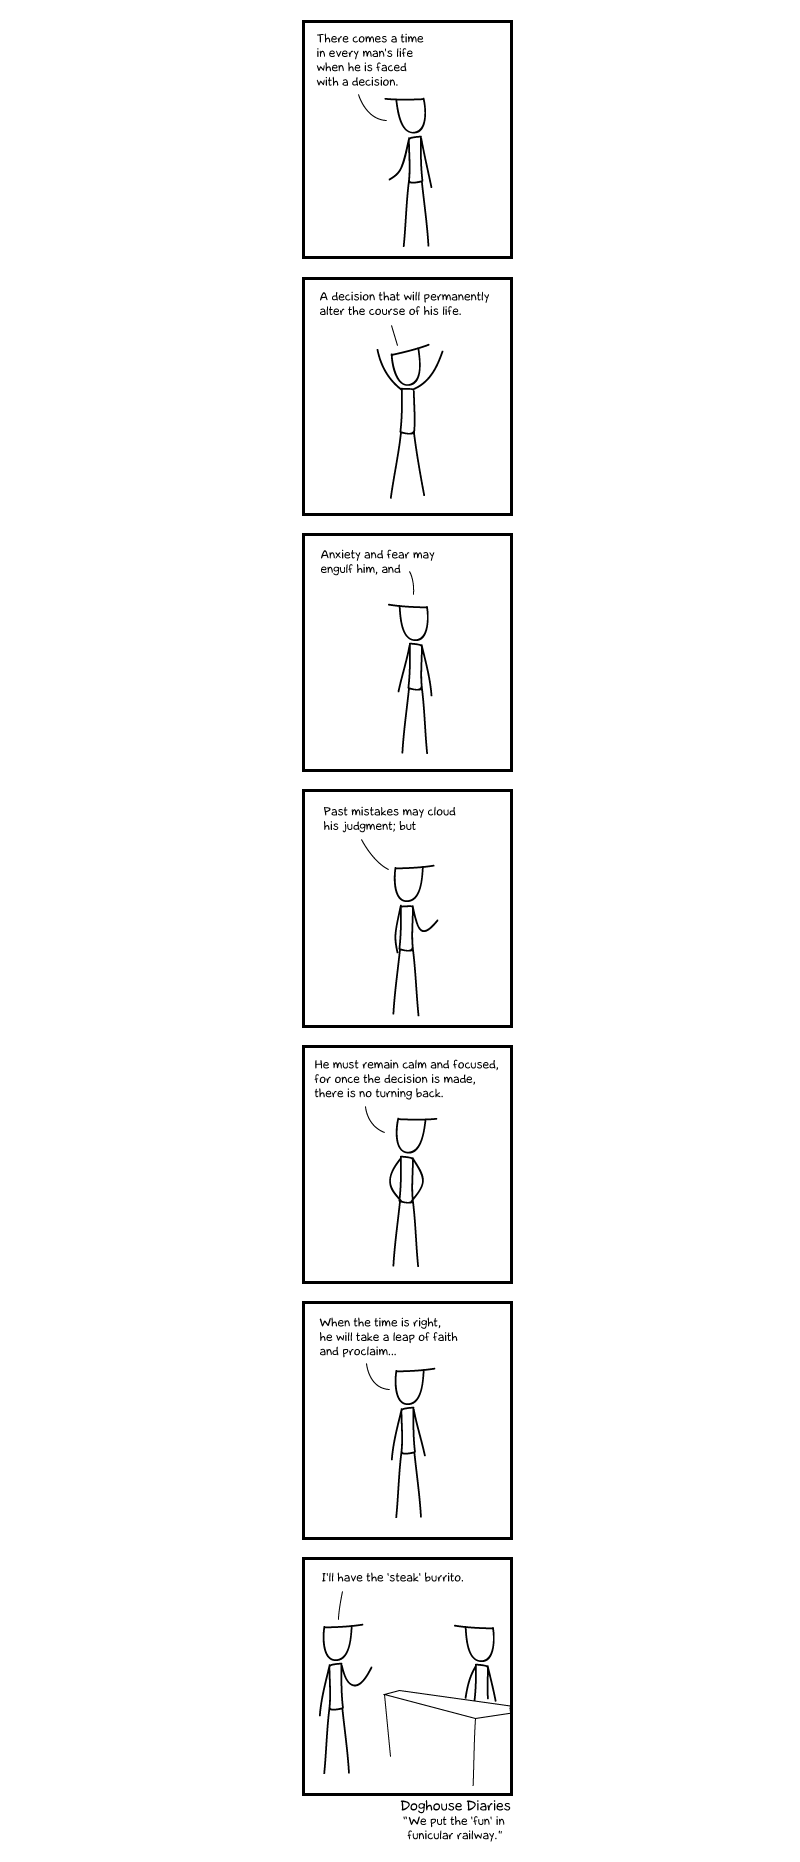 There comes a time
in every man's life
when he is faced
with a decision.
A decision that will permanently
alter the course of his life.
Anxiety and fear may
engulf him, and
Past mistakes may cloud
his judgment; but
He must remain calm and focused,
for once the decision is made,
there is no turning back.
When the time is right,
he will take a leap of faith
and proclaim...
I'll have the 'steak' burrito.
Doghouse Diaries
"We put the 'fun' in
funicular railway."